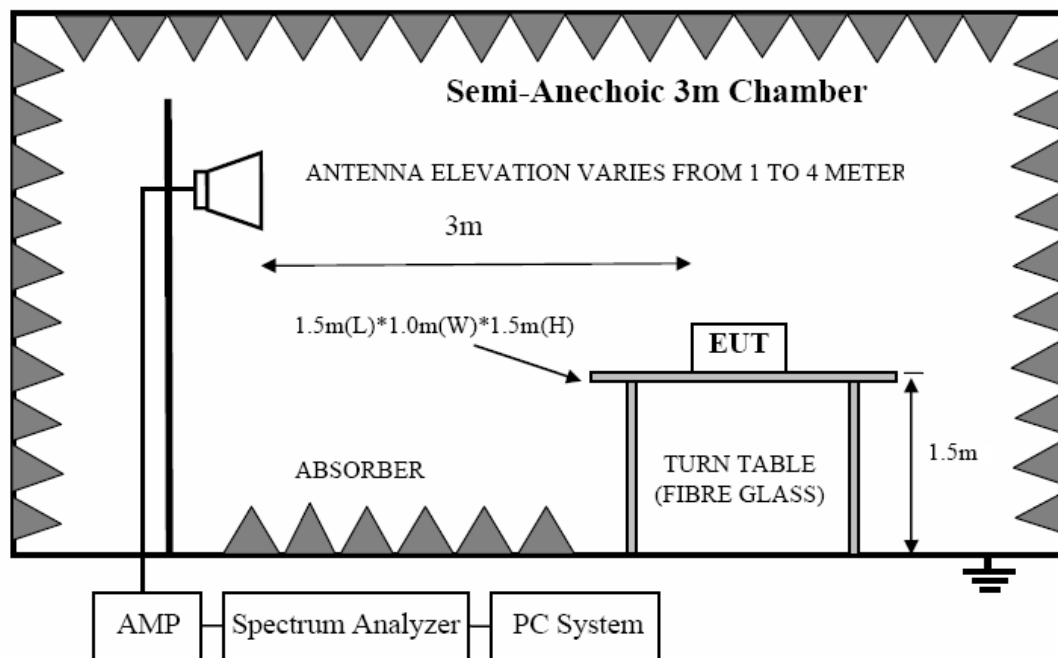 Semi-Anechoic 3m Chamber
ANTENNA ELEVATION VARIES FROM 1 TO 4 METER
3m
1.5m(L)*1.0m(W)*1.5m(H)
EUT
1.5m
ABSORBER
TURN TABLE
(FIBRE GLASS)
AMP
Spectrum Analyzer
PC System